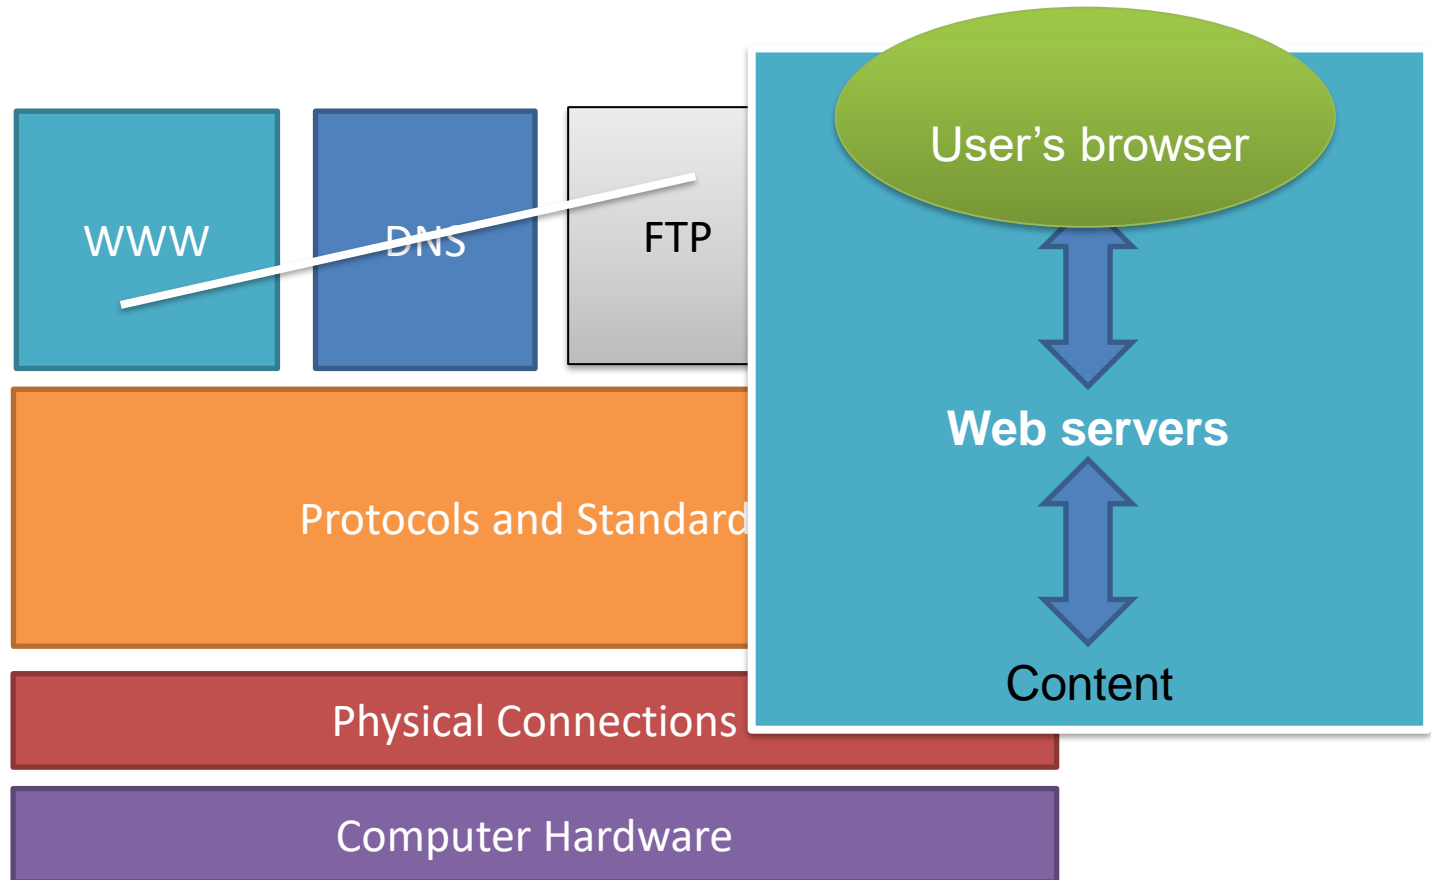 User’s browser
WWW
DNS
FTP
Web servers
Protocols and Standard
Content
Physical Connections
Computer Hardware